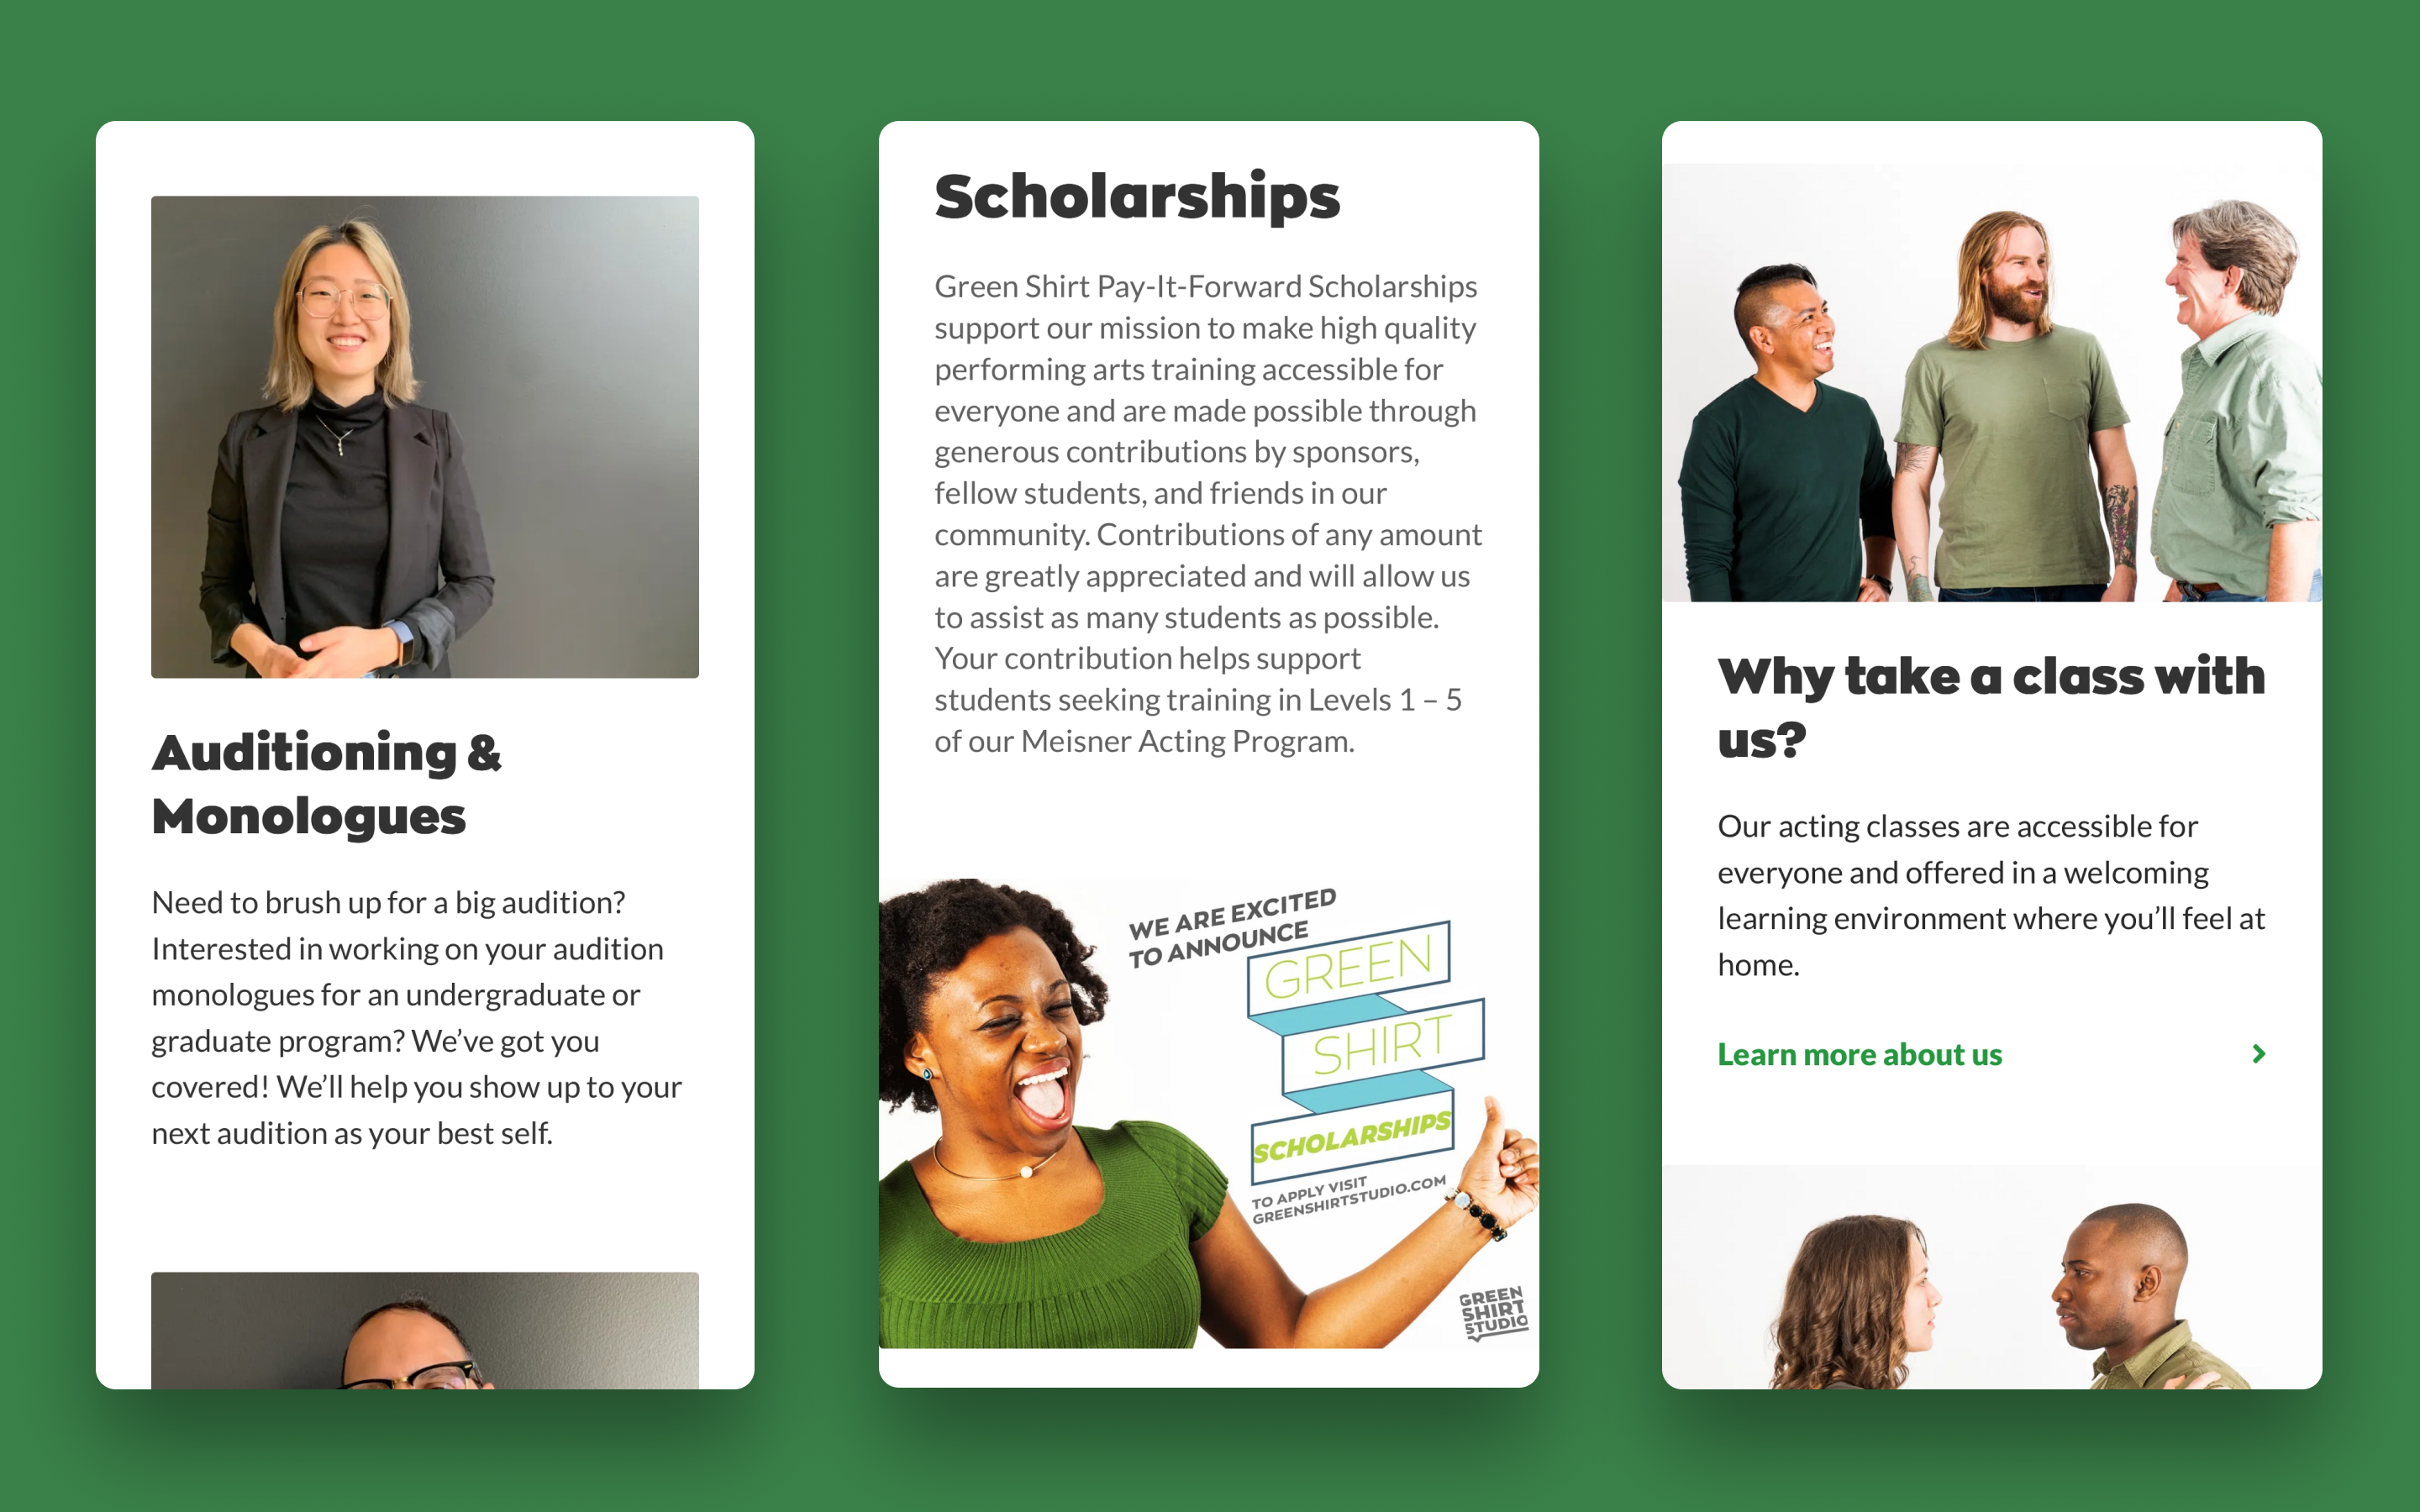 Auditioning &
Monologues
Need to brush up for a big audition?
Interested in working on your audition
monologues for an undergraduate or
graduate program? We’ve got you
covered! We’ll help you show up to your
next audition as your best self.
Scholarships
Green Shirt Pay-It-Forward Scholarships
support our mission to make high quality
performing arts training accessible for
everyone and are made possible through
generous contributions by sponsors,
fellow students, and friends in our
community. Contributions of any amount
are greatly appreciated and will allow us
to assist as many students as possible.
Your contribution helps support
students seeking training in Levels 1 – 5
of our Meisner Acting Program.
WE ARE EXCITED
TO ANNOUNCE
GREEN
SHIRT
SCHOLARSHIPS
TO APPLY VISIT
GREENSHIRTSTUDIO.COM
GREEN
SHIRT
STUDIO
Why take a class with
us?
Our acting classes are accessible for
everyone and offered in a welcoming
learning environment where you’ll feel at
home.
Learn more about us